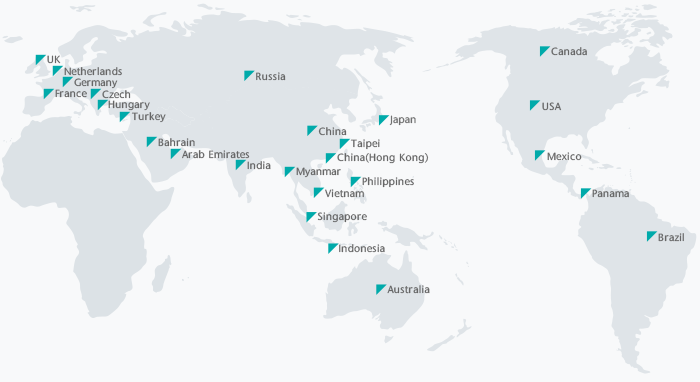 UK
Netherlands
Germany
France
Czech
Hungary
Turkey
Russia
Bahrain
Arab Emirates
India
China
Japan
Taipei
China(Hong Kong)
Myanmar
Philippines
Vietnam
Singapore
Indonesia
Australia
Canada
USA
Mexico
Panama
Brazil